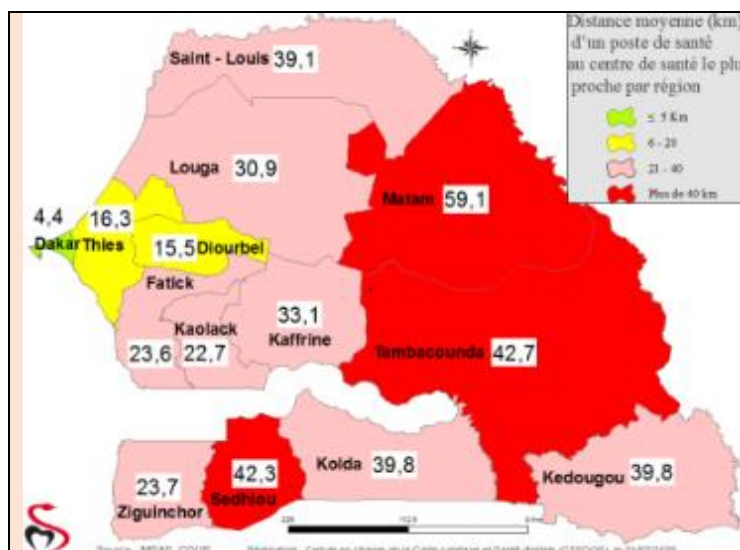 Distance moyenne (km)
d'un poste de santé
au centre de santé le plu
proche par région
≤ 5 Km
6 - 20
21 - 40
Plus de 40 km
Saint - Louis 39,1
Louga 30,9
Matam 59,1
4,4
16,3
Dakar Thies
15,5 Diourbel
Fatick
33,1
Kaolack
Kaffrine
23,6
22,7
Tambacounda 42,7
Kolda 39,8
42,3
Sedhiou
Kedougou 39,8
23,7
Ziguinchor